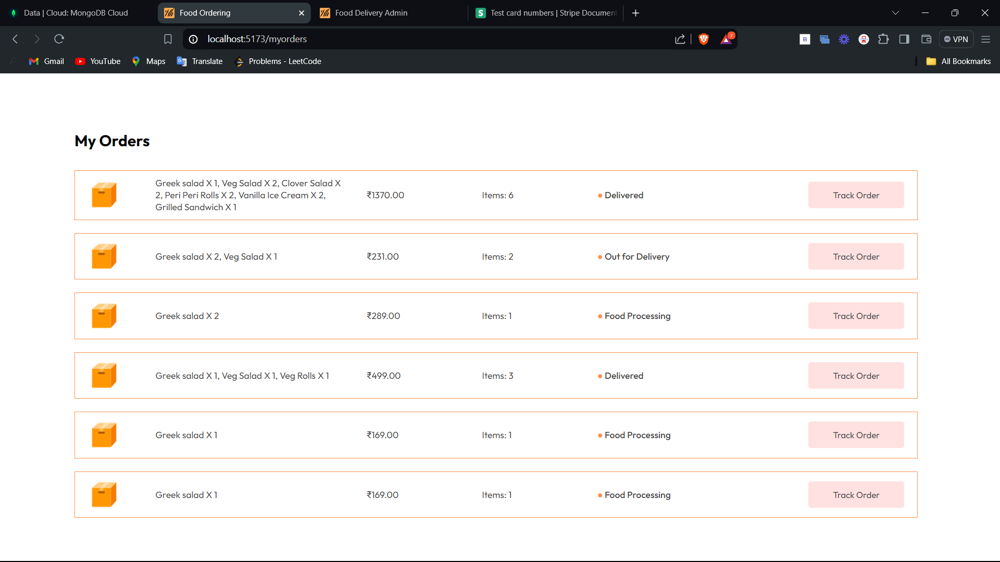 Data | Cloud: MongoDB Cloud
Food Ordering
Food Delivery Admin
S Test card numbers | Stripe Document
localhost:5173/myorders
7
B
VPN
Gmail
YouTube
Maps
Translate
Problems - LeetCode
All Bookmarks
My Orders
Greek salad X 1, Veg Salad X 2, Clover Salad X
2, Peri Peri Rolls X 2, Vanilla Ice Cream X 2,
Grilled Sandwich X 1
₹1370.00
Items: 6
Delivered
Track Order
Greek salad X 2, Veg Salad X 1
₹231.00
Items: 2
Out for Delivery
Track Order
Greek salad X 2
₹289.00
Items: 1
Food Processing
Track Order
Greek salad X 1, Veg Salad X 1, Veg Rolls X 1
₹499.00
Items: 3
Delivered
Track Order
Greek salad X 1
₹169.00
Items: 1
Food Processing
Track Order
Greek salad X 1
₹169.00
Items: 1
Food Processing
Track Order